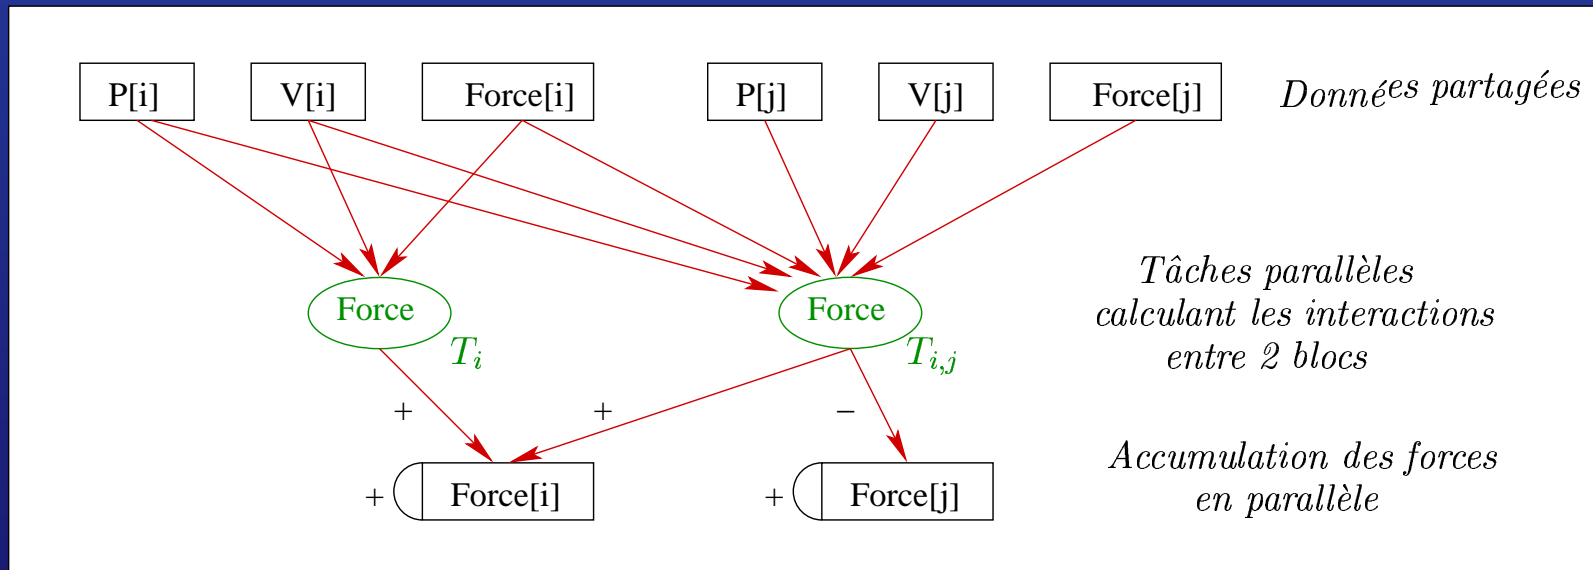 P[i] V[i] Force[i] P[j] V[j] Force[j] Données partagées
Tâches parallèles
calculant les interactions
entre 2 blocs
Force Force
T_i T_{i,j}
+ + −
Accumulation des forces
en parallèle
+ Force[i] + Force[j]